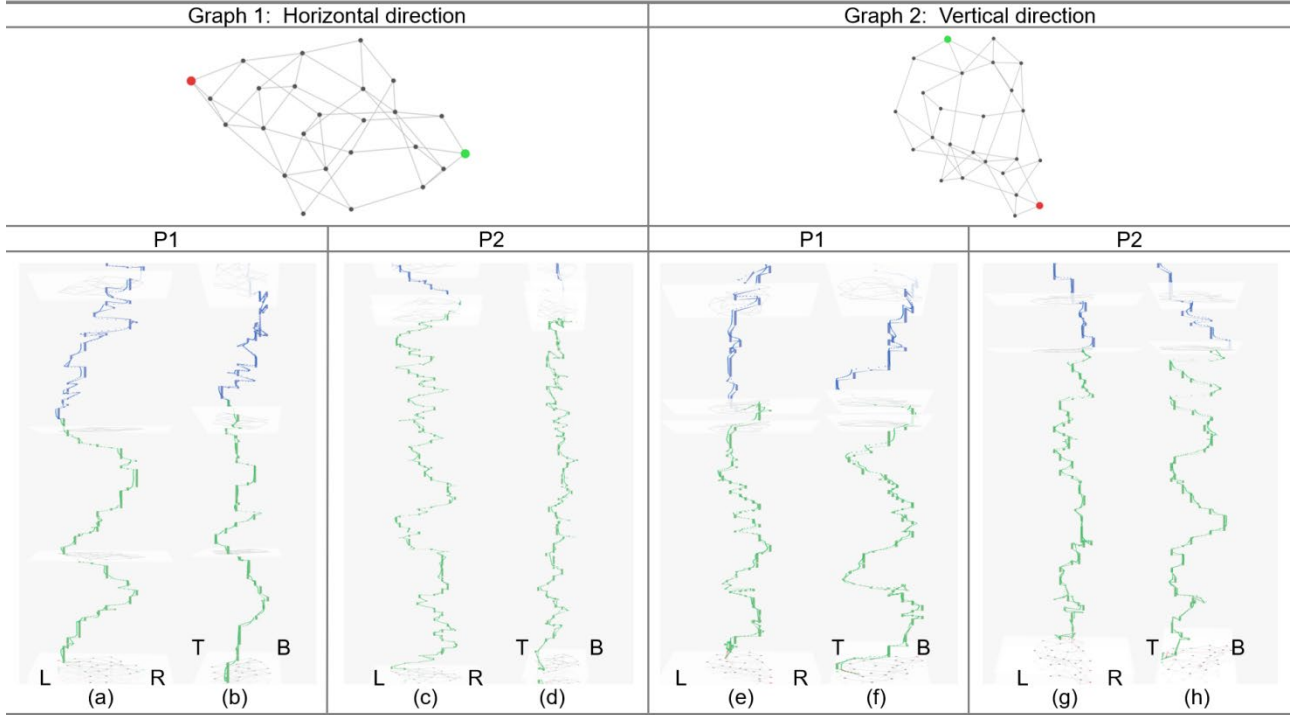 Graph 1: Horizontal direction
Graph 2: Vertical direction
P1
P2
P1
P2
L
R
T
B
L
R
T
B
L
R
T
B
L
R
T
B
(a)
(b)
(c)
(d)
(e)
(f)
(g)
(h)